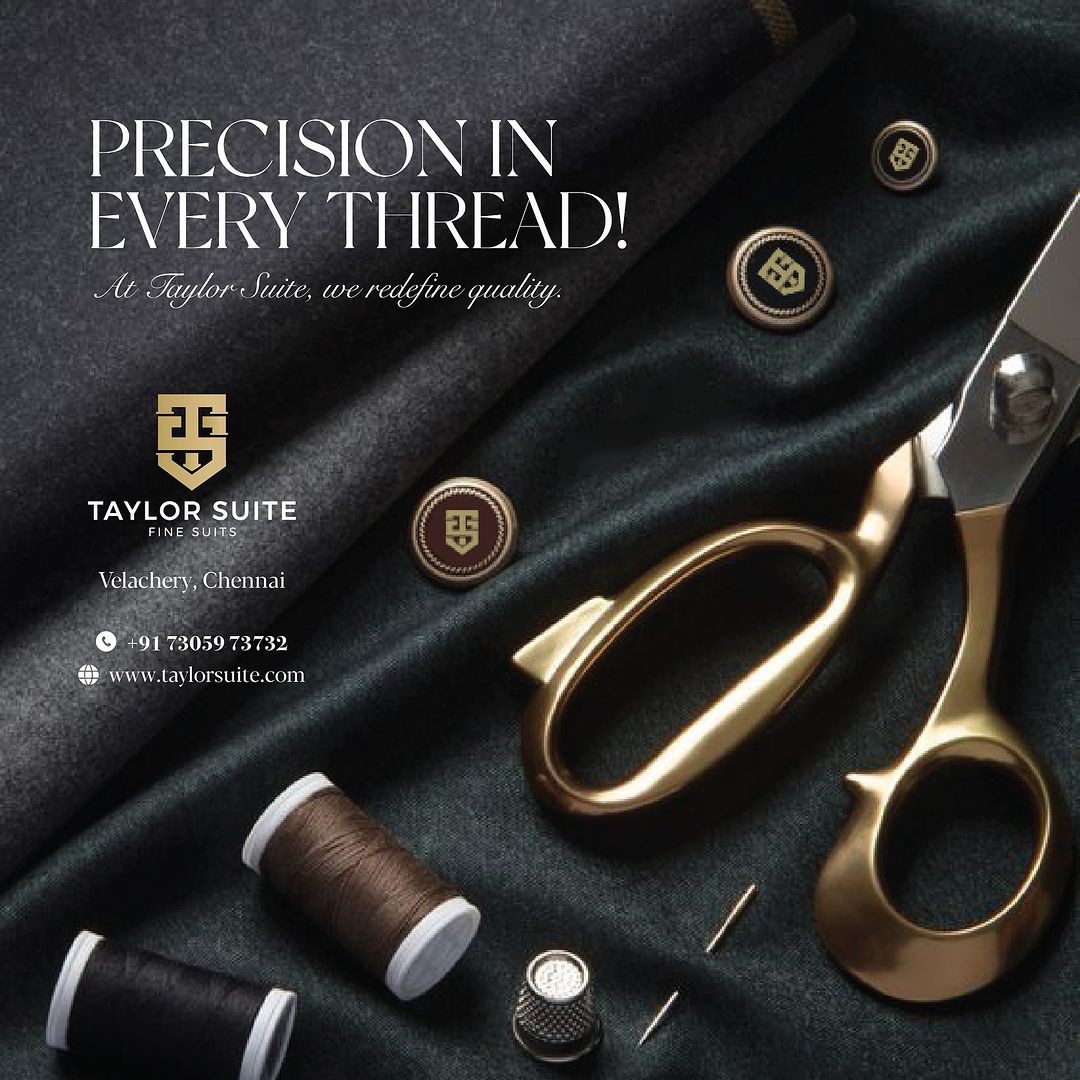 PRECISION IN
EVERY THREAD!
At Taylor Suite, we redefine quality.
TS
TAYLOR SUITE
FINE SUITS
Velachery, Chennai
+91 73059 73732
www.taylorsuite.com